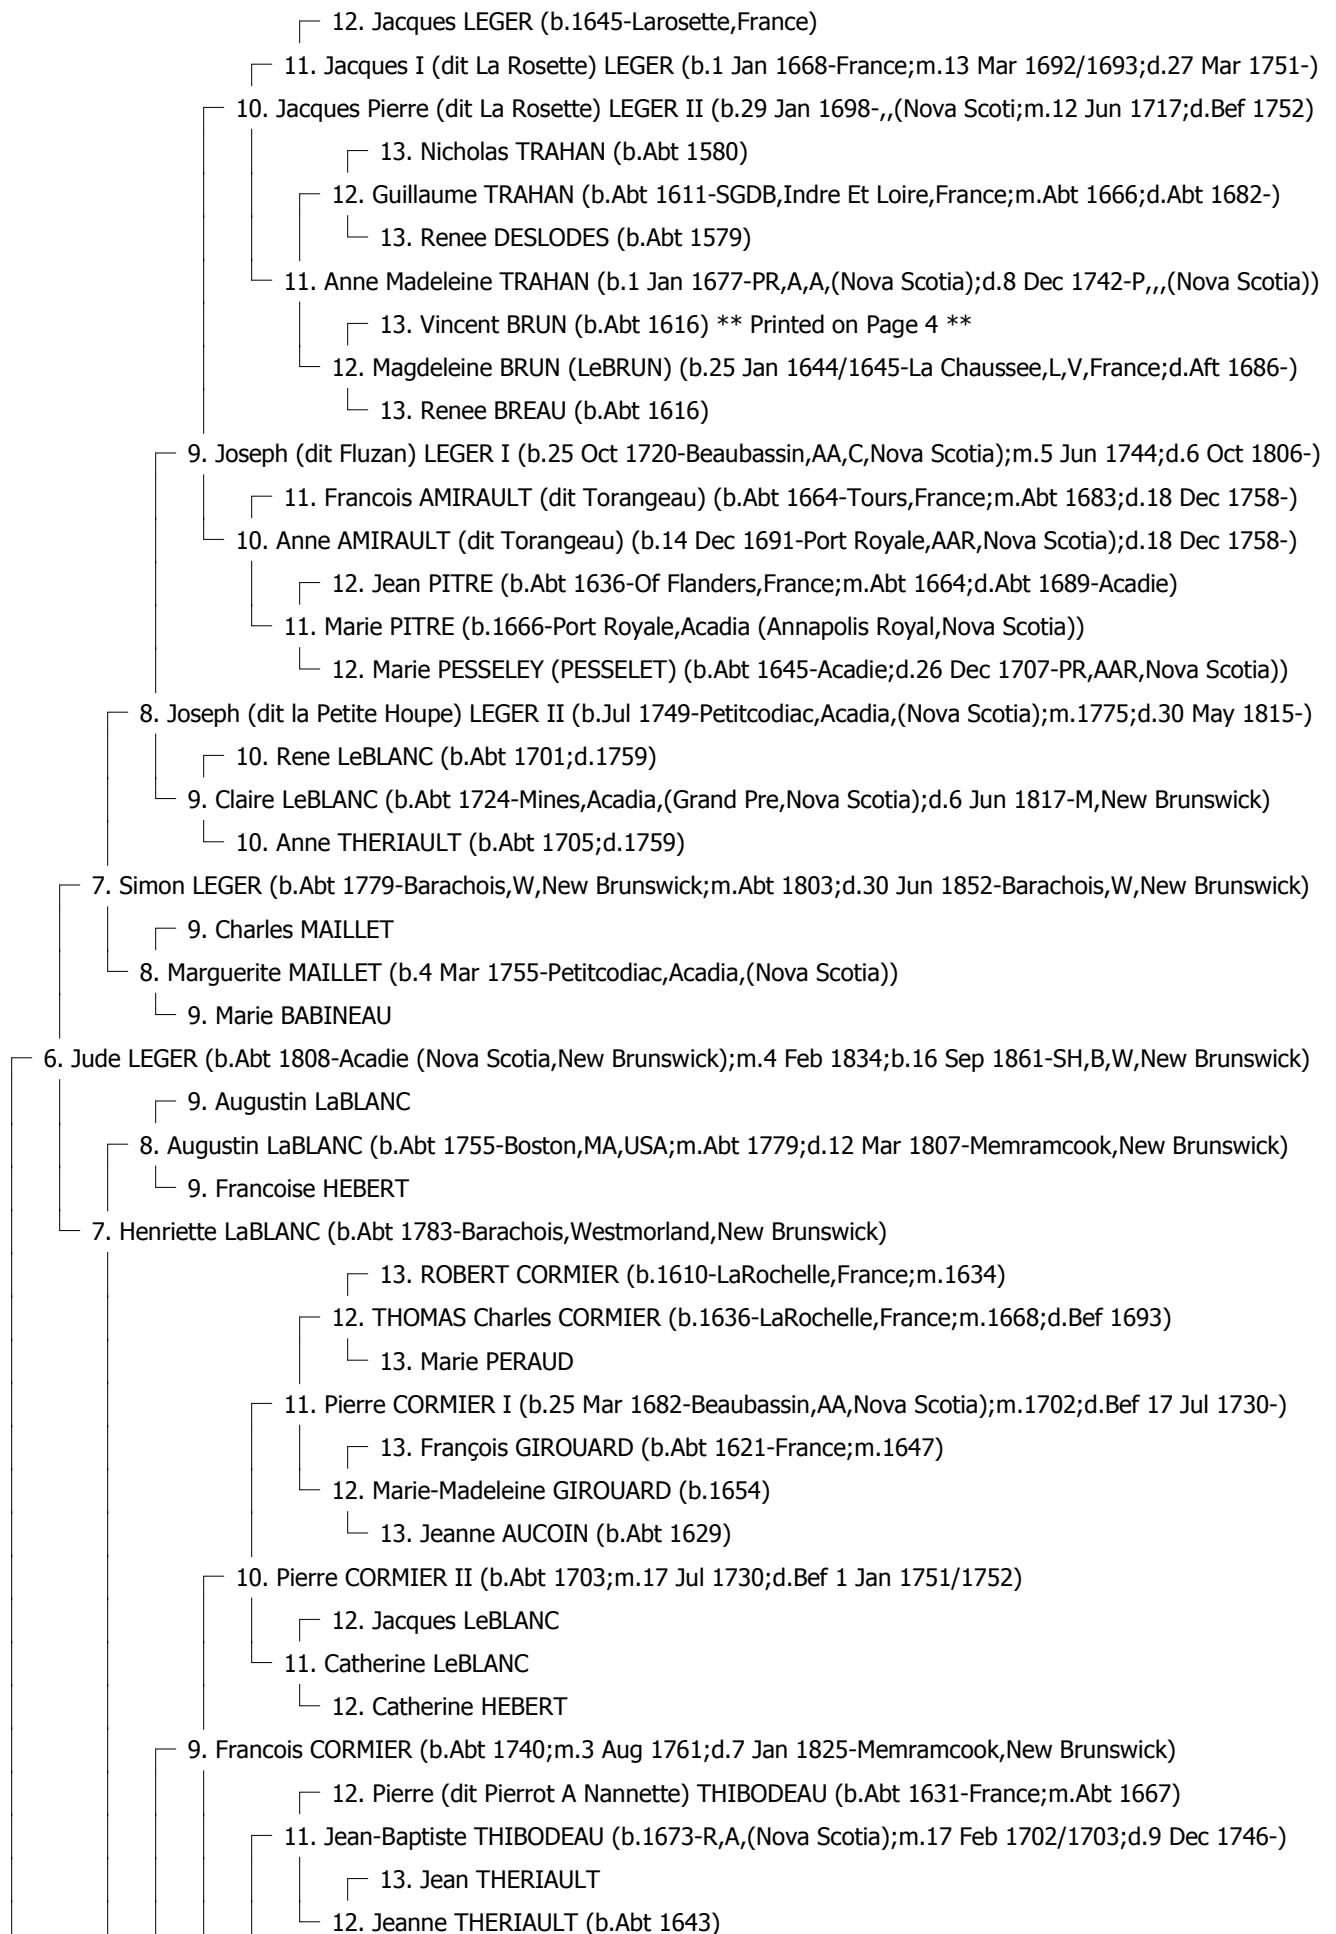 12. Jacques LEGER (b.1645-Larosette,France)
11. Jacques I (dit La Rosette) LEGER (b.1 Jan 1668-France;m.13 Mar 1692/1693;d.27 Mar 1751-)
10. Jacques Pierre (dit La Rosette) LEGER II (b.29 Jan 1698-,,(Nova Scoti;m.12 Jun 1717;d.Bef 1752)
13. Nicholas TRAHAN (b.Abt 1580)
12. Guillaume TRAHAN (b.Abt 1611-SGDB,Indre Et Loire,France;m.Abt 1666;d.Abt 1682-)
13. Renee DESLODES (b.Abt 1579)
11. Anne Madeleine TRAHAN (b.1 Jan 1677-PR,A,A,(Nova Scotia);d.8 Dec 1742-P,,,(Nova Scotia))
13. Vincent BRUN (b.Abt 1616) ** Printed on Page 4 **
12. Magdeleine BRUN (LeBRUN) (b.25 Jan 1644/1645-La Chaussee,L,V,France;d.Aft 1686-)
13. Renee BREAU (b.Abt 1616)
9. Joseph (dit Fluzan) LEGER I (b.25 Oct 1720-Beaubassin,AA,C,Nova Scotia);m.5 Jun 1744;d.6 Oct 1806-)
11. Francois AMIRAULT (dit Torangeau) (b.Abt 1664-Tours,France;m.Abt 1683;d.18 Dec 1758-)
10. Anne AMIRAULT (dit Torangeau) (b.14 Dec 1691-Port Royale,AAR,Nova Scotia);d.18 Dec 1758-)
12. Jean PITRE (b.Abt 1636-Of Flanders,France;m.Abt 1664;d.Abt 1689-Acadie)
11. Marie PITRE (b.1666-Port Royale,Acadia (Annapolis Royal,Nova Scotia))
12. Marie PESSELEY (PESSELET) (b.Abt 1645-Acadie;d.26 Dec 1707-PR,AAR,Nova Scotia))
8. Joseph (dit la Petite Houpe) LEGER II (b.Jul 1749-Petitcodiac,Acadia,(Nova Scotia);m.1775;d.30 May 1815-)
10. Rene LeBLANC (b.Abt 1701;d.1759)
9. Claire LeBLANC (b.Abt 1724-Mines,Acadia,(Grand Pre,Nova Scotia);d.6 Jun 1817-M,New Brunswick)
10. Anne THERIAULT (b.Abt 1705;d.1759)
7. Simon LEGER (b.Abt 1779-Barachois,W,New Brunswick;m.Abt 1803;d.30 Jun 1852-Barachois,W,New Brunswick)
9. Charles MAILLET
8. Marguerite MAILLET (b.4 Mar 1755-Petitcodiac,Acadia,(Nova Scotia))
9. Marie BABINEAU
6. Jude LEGER (b.Abt 1808-Acadie (Nova Scotia,New Brunswick);m.4 Feb 1834;b.16 Sep 1861-SH,B,W,New Brunswick)
9. Augustin LaBLANC
8. Augustin LaBLANC (b.Abt 1755-Boston,MA,USA;m.Abt 1779;d.12 Mar 1807-Memramcook,New Brunswick)
9. Francoise HEBERT
7. Henriette LaBLANC (b.Abt 1783-Barachois,Westmorland,New Brunswick)
13. ROBERT CORMIER (b.1610-LaRochelle,France;m.1634)
12. THOMAS Charles CORMIER (b.1636-LaRochelle,France;m.1668;d.Bef 1693)
13. Marie PERAUD
11. Pierre CORMIER I (b.25 Mar 1682-Beaubassin,AA,Nova Scotia);m.1702;d.Bef 17 Jul 1730-)
13. François GIROUARD (b.Abt 1621-France;m.1647)
12. Marie-Madeleine GIROUARD (b.1654)
13. Jeanne AUCOIN (b.Abt 1629)
10. Pierre CORMIER II (b.Abt 1703;m.17 Jul 1730;d.Bef 1 Jan 1751/1752)
12. Jacques LeBLANC
11. Catherine LeBLANC
12. Catherine HEBERT
9. Francois CORMIER (b.Abt 1740;m.3 Aug 1761;d.7 Jan 1825-Memramcook,New Brunswick)
12. Pierre (dit Pierrot A Nannette) THIBODEAU (b.Abt 1631-France;m.Abt 1667)
11. Jean-Baptiste THIBODEAU (b.1673-R,A,(Nova Scotia);m.17 Feb 1702/1703;d.9 Dec 1746-)
13. Jean THERIAULT
12. Jeanne THERIAULT (b.Abt 1643)